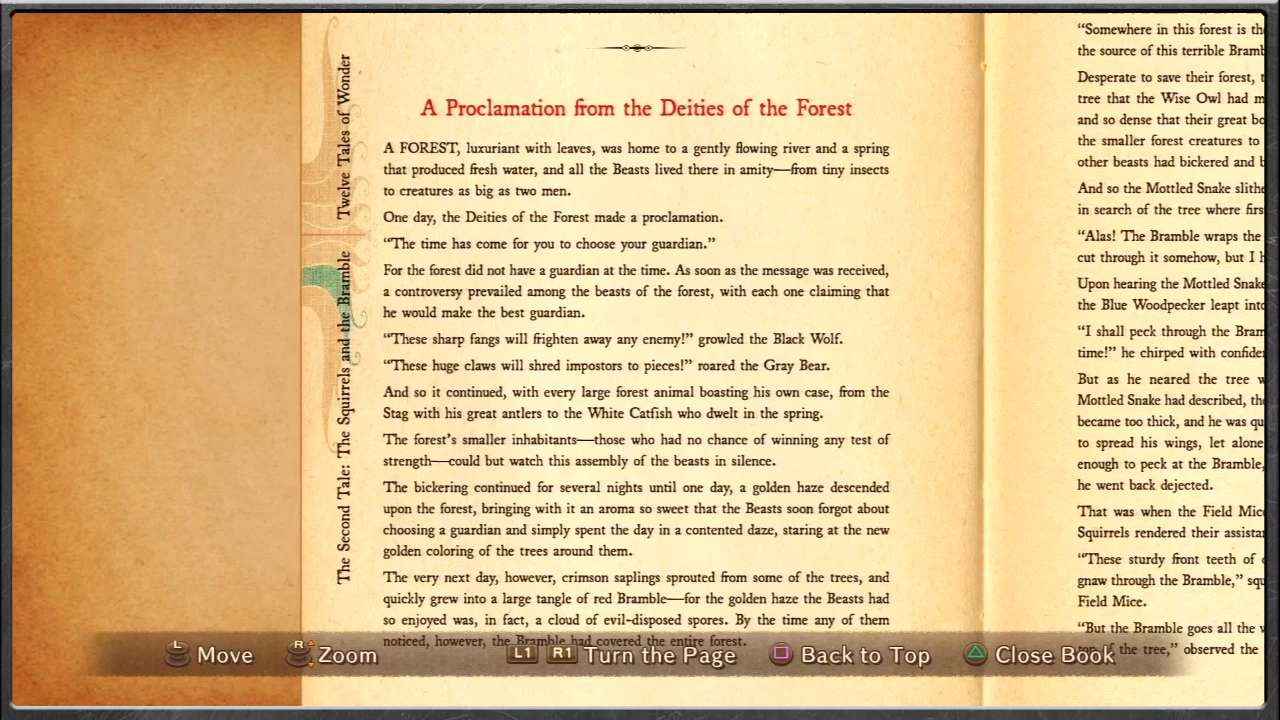 Twelve Tales of Wonder
The Second Tale: The Squirrels and the Bramble
A Proclamation from the Deities of the Forest
A FOREST, luxuriant with leaves, was home to a gently flowing river and a spring
that produced fresh water, and all the Beasts lived there in amity—from tiny insects
to creatures as big as two men.
One day, the Deities of the Forest made a proclamation.
“The time has come for you to choose your guardian.”
For the forest did not have a guardian at the time. As soon as the message was received,
a controversy prevailed among the beasts of the forest, with each one claiming that
he would make the best guardian.
“These sharp fangs will frighten away any enemy!” growled the Black Wolf.
“These huge claws will shred impostors to pieces!” roared the Gray Bear.
And so it continued, with every large forest animal boasting his own case, from the
Stag with his great antlers to the White Catfish who dwelt in the spring.
The forest’s smaller inhabitants—those who had no chance of winning any test of
strength—could but watch this assembly of the beasts in silence.
The bickering continued for several nights until one day, a golden haze descended
upon the forest, bringing with it an aroma so sweet that the Beasts soon forgot about
choosing a guardian and simply spent the day in a contented daze, staring at the new
golden coloring of the trees around them.
The very next day, however, crimson saplings sprouted from some of the trees, and
quickly grew into a large tangle of red Bramble—for the golden haze the Beasts had
so enjoyed was, in fact, a cloud of evil-disposed spores. By the time any of them
noticed, however, the Bramble had covered the entire forest.
“Somewhere in this forest is
the source of this terrible
Desperate to save their forest,
tree that the Wise Owl had
and so dense that their great
the smaller forest creatures to
other beasts had bickered and
And so the Mottled Snake
in search of the tree where
“Alas! The Bramble wraps the
cut through it somehow, but I
Upon hearing the Mottled
the Blue Woodpecker leapt
“I shall peck through the
time!” he chirped with
But as he neared the tree
Mottled Snake had described,
became too thick, and he was
to spread his wings, let alone
enough to peck at the Bramble,
he went back dejected.
That was when the Field
Squirrels rendered their
“These sturdy front teeth of
gnaw through the Bramble,”
Field Mice.
“But the Bramble goes all the
of the tree,” observed the
L Move
R Zoom
L1 R1 Turn the Page
Back to Top
Close Book